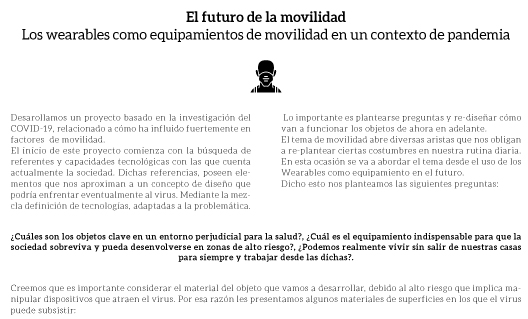 El futuro de la movilidad
Los wearables como equipamientos de movilidad en un contexto de pandemia
Desarollamos un proyecto basado en la investigación del
COVID-19, relacionado a cómo ha influido fuertemente en
factores de movilidad.
El inicio de este proyecto comienza con la búsqueda de
referentes y capacidades tecnológicas con las que cuenta
actualmente la sociedad. Dichas referencias, poseen ele-
mentos que nos aproximan a un concepto de diseño que
podría enfrentar eventualmente al virus. Mediante la mez-
cla definición de tecnologías, adaptadas a la problemática.
Lo importante es plantearse preguntas y re-diseñar cómo
van a funcionar los objetos de ahora en adelante.
El tema de movilidad abre diversas aristas que nos obligan
a re-plantear ciertas costumbres en nuestra rutina diaria.
En esta ocasión se va a abordar el tema desde el uso de los
Wearables como equipamiento en el futuro.
Dicho esto nos planteamos las siguientes preguntas:
¿Cuáles son los objetos clave en un entorno perjudicial para la salud?, ¿Cuál es el equipamiento indispensable para que la
sociedad sobreviva y pueda desenvolverse en zonas de alto riesgo?, ¿Podemos realmente vivir sin salir de nuestras casas
para siempre y trabajar desde las dichas?.
Creemos que es importante considerar el material del objeto que vamos a desarrollar, debido al alto riesgo que implica ma-
nipular dispositivos que atraen el virus. Por esa razón les presentamos algunos materiales de superficies en los que el virus
puede subsistir: